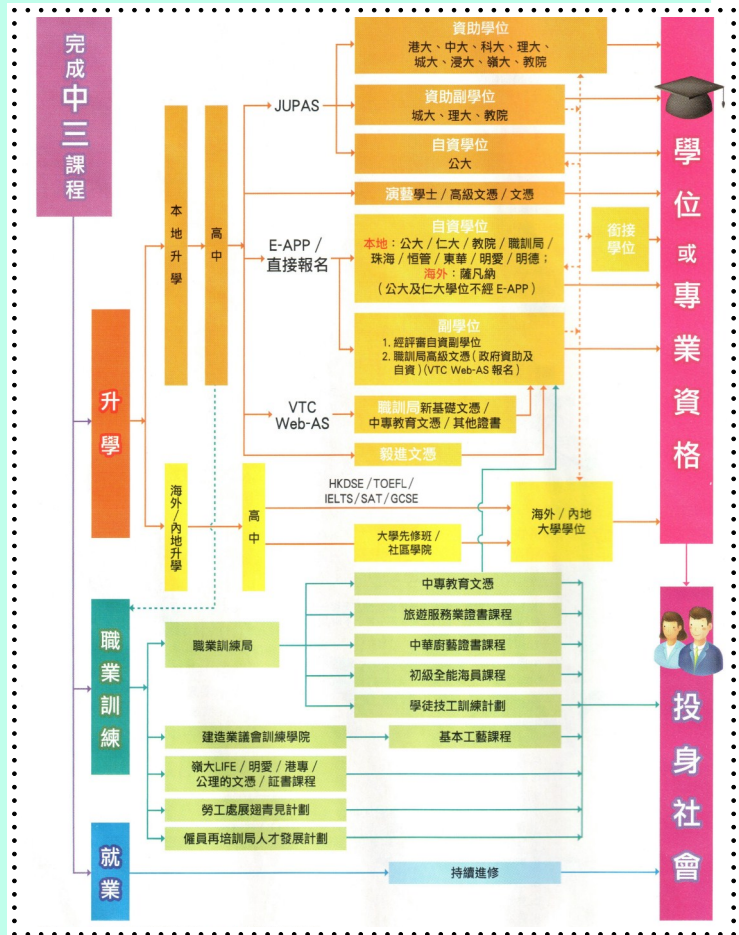 完成中三課程
升學
職業訓練
就業
本地升學
高中
JUPAS
資助學位
港大、中大、科大、理大、
城大、浸大、嶺大、教院
資助副學位
城大、理大、教院
自資學位
公大
演藝學士 / 高級文憑 / 文憑
E-APP /
直接報名
自資學位
本地：公大 / 仁大 / 教院 / 職訓局 /
珠海 / 恒管 / 東華 / 明愛 / 明德；
海外：薩凡納
（公大及仁大學位不經 E-APP）
銜接
學位
副學位
1. 經評審自資副學位
2. 職訓局高級文憑（政府資助及
自資）(VTC Web-AS 報名)
VTC
Web-AS
職訓局新基礎文憑 /
中專教育文憑 / 其他證書
毅進文憑
海外/內地升學
高中
HKDSE / TOEFL /
IELTS / SAT / GCSE
大學先修班 /
社區學院
海外 / 內地
大學學位
職業訓練局
中專教育文憑
旅遊服務業證書課程
中華廚藝證書課程
初級全能海員課程
學徒技工訓練計劃
建造業議會訓練學院
基本工藝課程
嶺大LIFE / 明愛 / 港專 /
公理的文憑 / 証書課程
勞工處展翅青見計劃
僱員再培訓局人才發展計劃
持續進修
學位或專業資格
投身社會